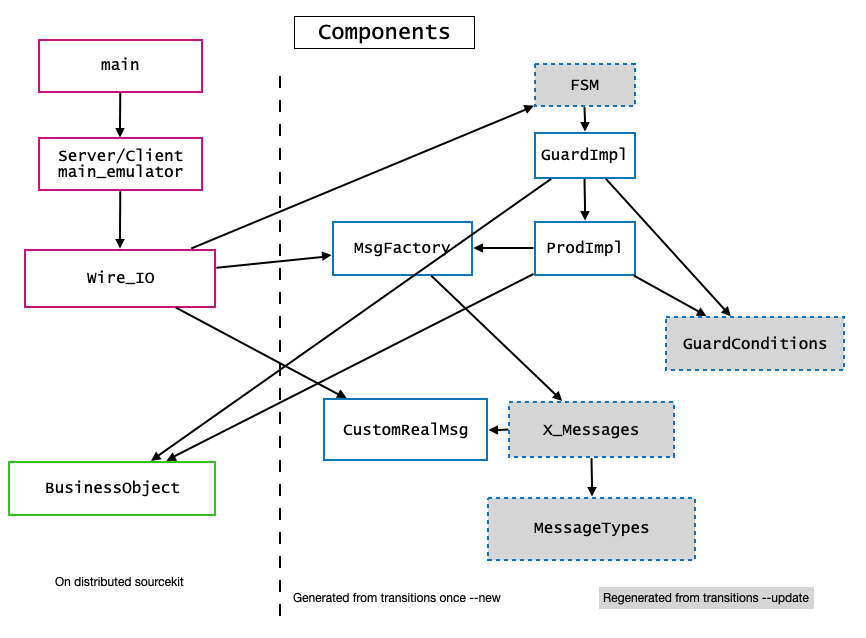 Components
main
FSM
Server/Client
main_emulator
GuardImpl
Wire_IO
MsgFactory
ProdImpl
GuardConditions
CustomRealMsg
X_Messages
BusinessObject
MessageTypes
On distributed sourcekit
Generated from transitions once --new
Regenerated from transitions --update